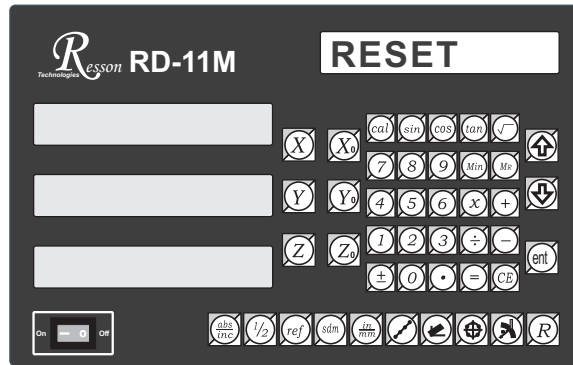 Resson Technologies RD-11M
RESET
X X0 cal sin cos tan √
7 8 9 Min MR
Y Y0 4 5 6 x +
Z Z0 1 2 3 ÷ −
ent
± 0 • = CE
On − o Off
abs/inc 1/2 ref sdm in/mm R